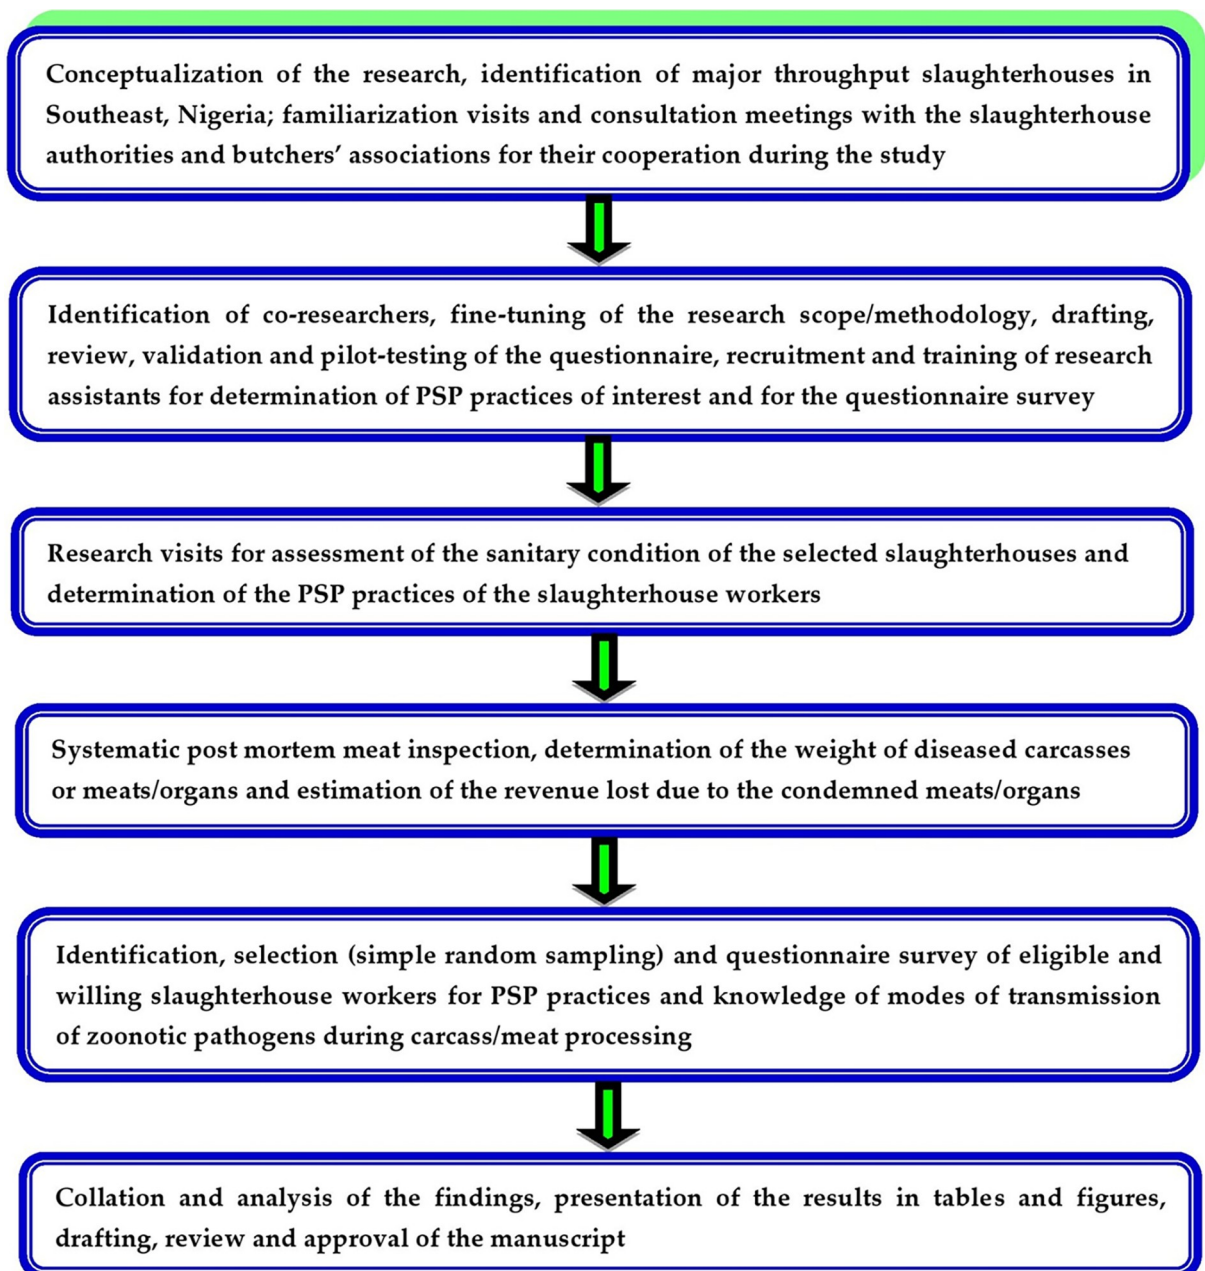 Conceptualization of the research, identification of major throughput slaughterhouses in
Southeast, Nigeria; familiarization visits and consultation meetings with the slaughterhouse
authorities and butchers’ associations for their cooperation during the study
Identification of co-researchers, fine-tuning of the research scope/methodology, drafting,
review, validation and pilot-testing of the questionnaire, recruitment and training of research
assistants for determination of PSP practices of interest and for the questionnaire survey
Research visits for assessment of the sanitary condition of the selected slaughterhouses and
determination of the PSP practices of the slaughterhouse workers
Systematic post mortem meat inspection, determination of the weight of diseased carcasses
or meats/organs and estimation of the revenue lost due to the condemned meats/organs
Identification, selection (simple random sampling) and questionnaire survey of eligible and
willing slaughterhouse workers for PSP practices and knowledge of modes of transmission
of zoonotic pathogens during carcass/meat processing
Collation and analysis of the findings, presentation of the results in tables and figures,
drafting, review and approval of the manuscript